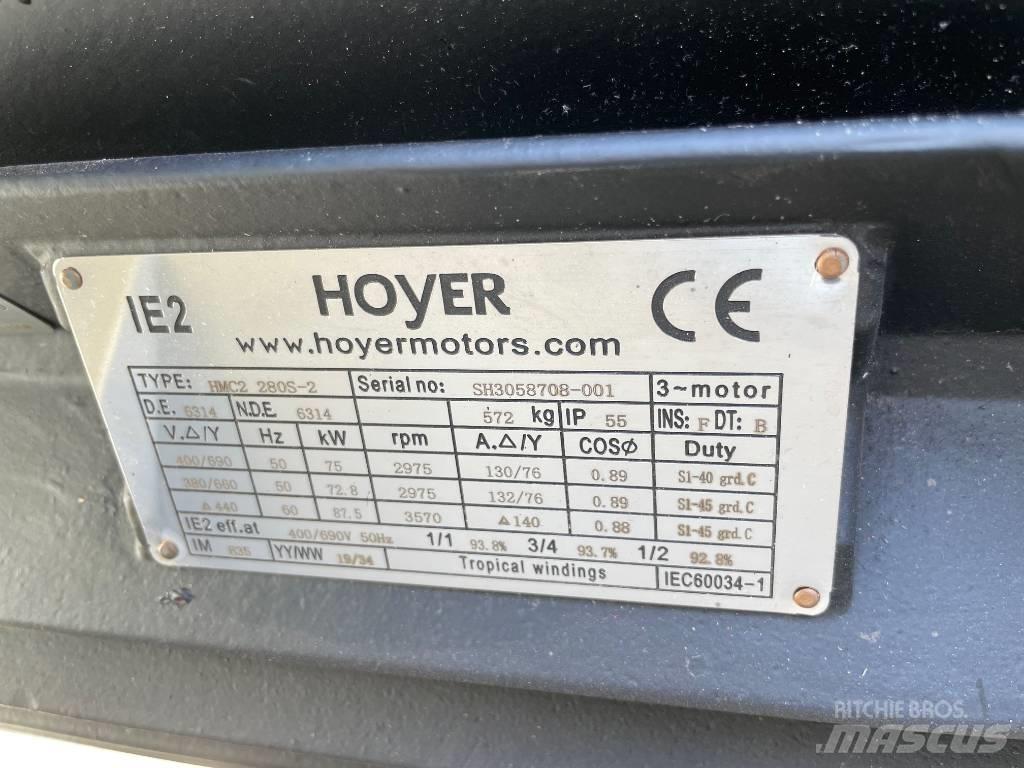 IE2 HOYER CE
www.hoyermotors.com
TYPE: HMC2 280S-2 Serial no: SH3058708-001 3~motor
D.E. 6314 N.D.E. 6314 572 kg IP 55 INS: F DT: B
V.△/Y Hz kW rpm A.△/Y COSØ Duty
400/690 50 75 2975 130/76 0.89 S1-40 grd.C
380/660 50 72.8 2975 132/76 0.89 S1-45 grd.C
△440 60 87.5 3570 △140 0.88 S1-45 grd.C
IE2 eff.at 400/690V 50Hz 1/1 93.8% 3/4 93.7% 1/2 92.8%
IM B35 YY/WW 19/34 Tropical windings IEC60034-1
RITCHIE BROS.
MASCUS